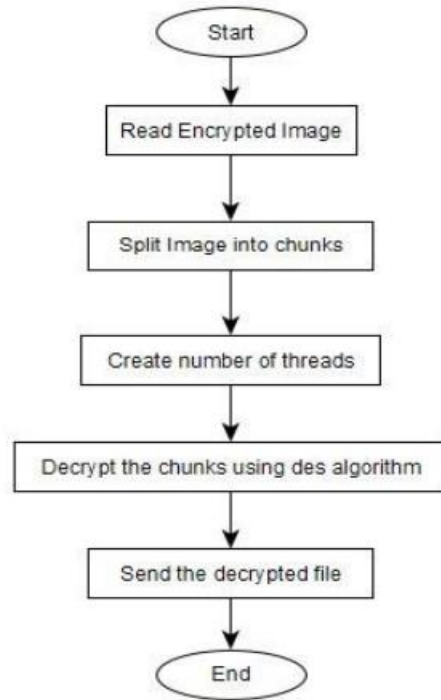 Start
Read Encrypted Image
Split Image into chunks
Create number of threads
Decrypt the chunks using des algorithm
Send the decrypted file
End